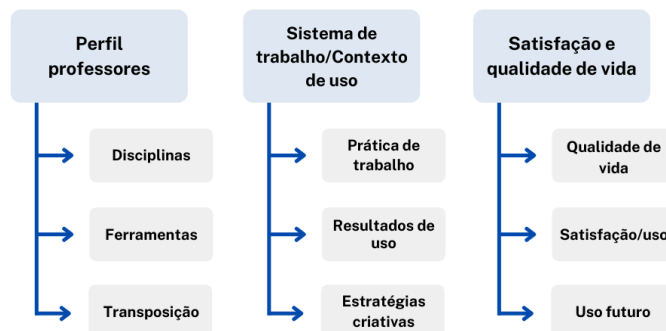 Perfil
professores
Disciplinas
Ferramentas
Transposição
Sistema de
trabalho/Contexto
de uso
Prática de
trabalho
Resultados de
uso
Estratégias
criativas
Satisfação e
qualidade de vida
Qualidade de
vida
Satisfação/uso
Uso futuro